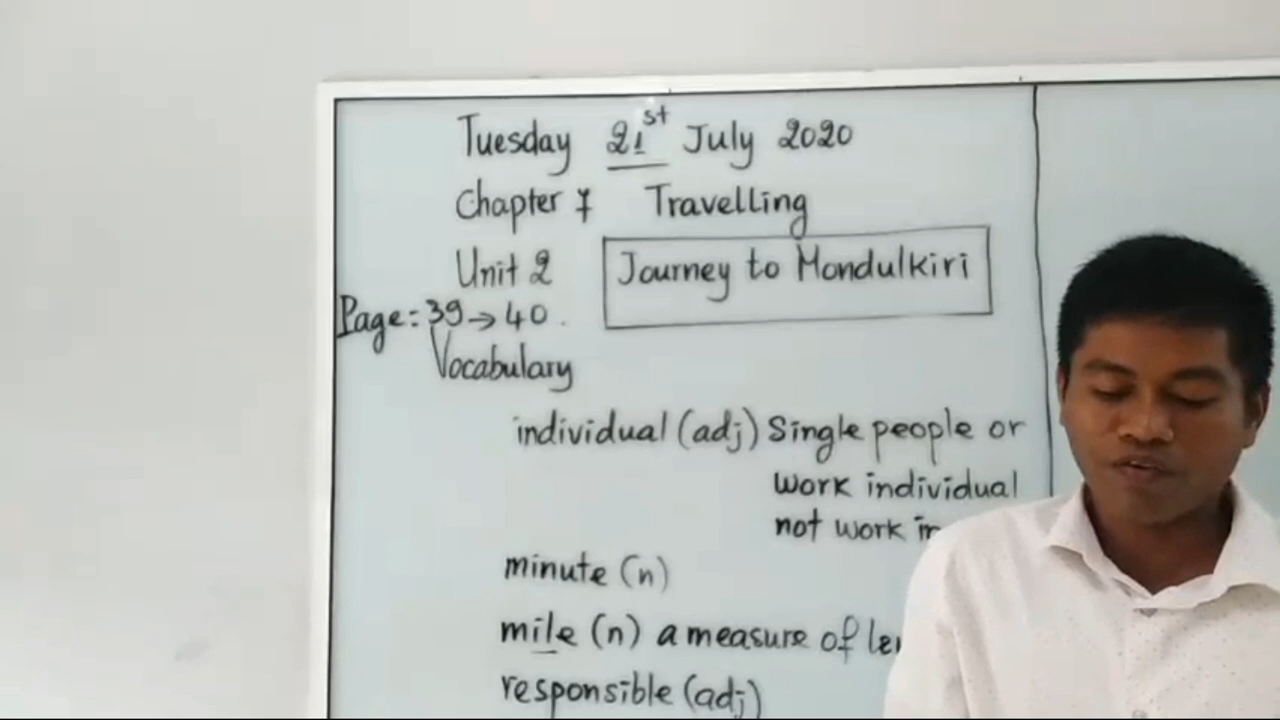 Tuesday 21st July 2020
Chapter 7 Travelling
Unit 2 Journey to Mondulkiri
Page: 39 → 40.
Vocabulary
individual (adj) Single people or
work individual
not work in
minute (n)
mile (n) a measure of
responsible (adj)